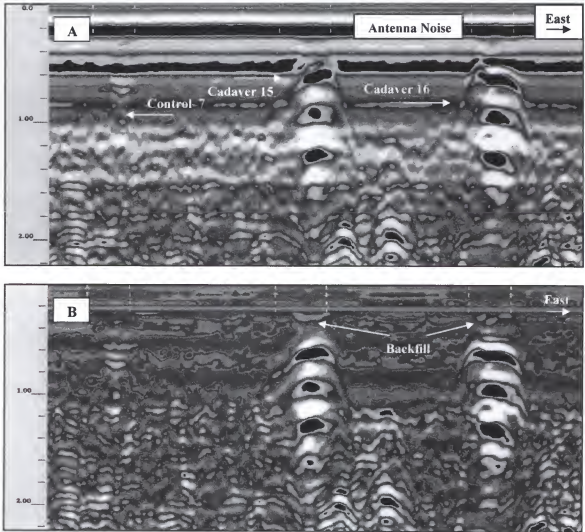 0.0
A
Antenna Noise
East
Cadaver 15
Cadaver 16
Control-7
1.00
2.00
B
East
Backfill
1.00
2.00